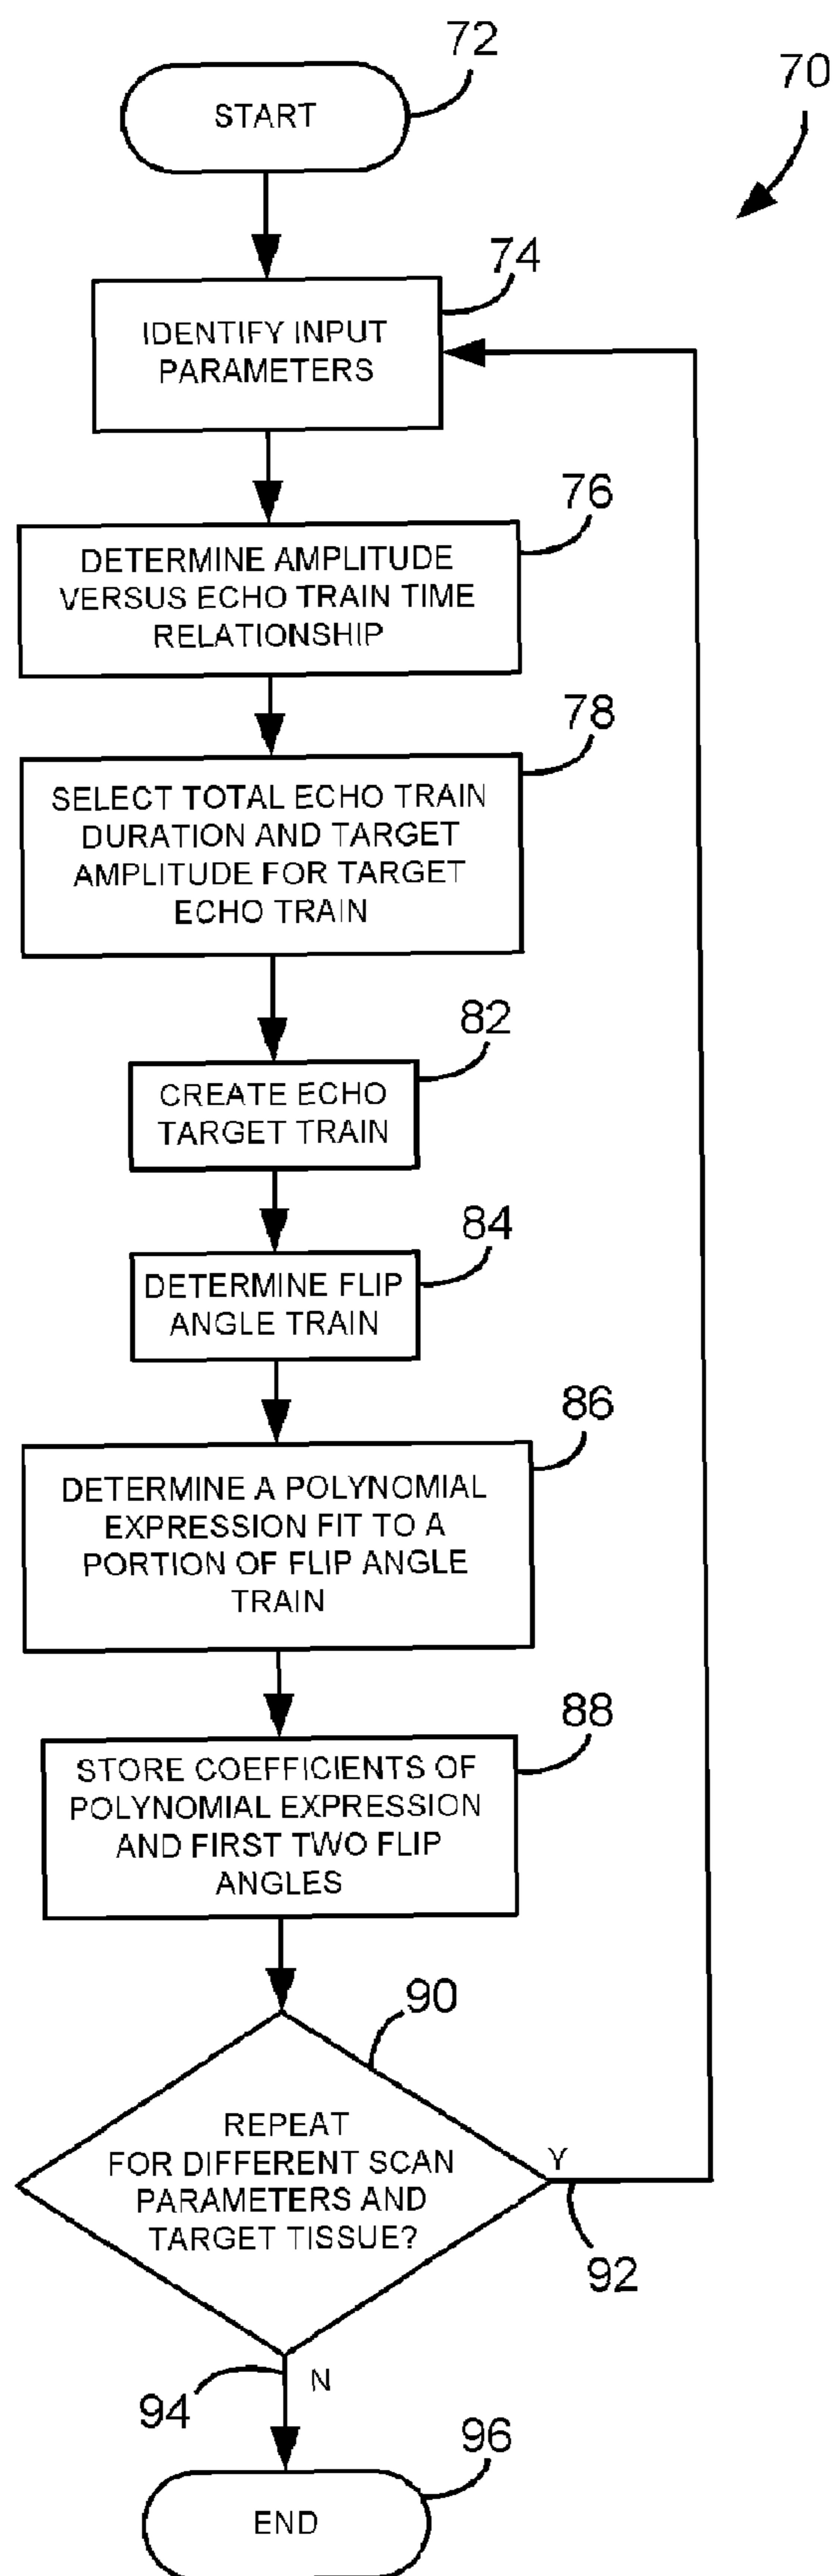 72
70
START
74
IDENTIFY INPUT
PARAMETERS
76
DETERMINE AMPLITUDE
VERSUS ECHO TRAIN TIME
RELATIONSHIP
78
SELECT TOTAL ECHO TRAIN
DURATION AND TARGET
AMPLITUDE FOR TARGET
ECHO TRAIN
82
CREATE ECHO
TARGET TRAIN
84
DETERMINE FLIP
ANGLE TRAIN
86
DETERMINE A POLYNOMIAL
EXPRESSION FIT TO A
PORTION OF FLIP ANGLE
TRAIN
88
STORE COEFFICIENTS OF
POLYNOMIAL EXPRESSION
AND FIRST TWO FLIP
ANGLES
90
REPEAT
FOR DIFFERENT SCAN
PARAMETERS AND
TARGET TISSUE?
Y
92
N
94
96
END